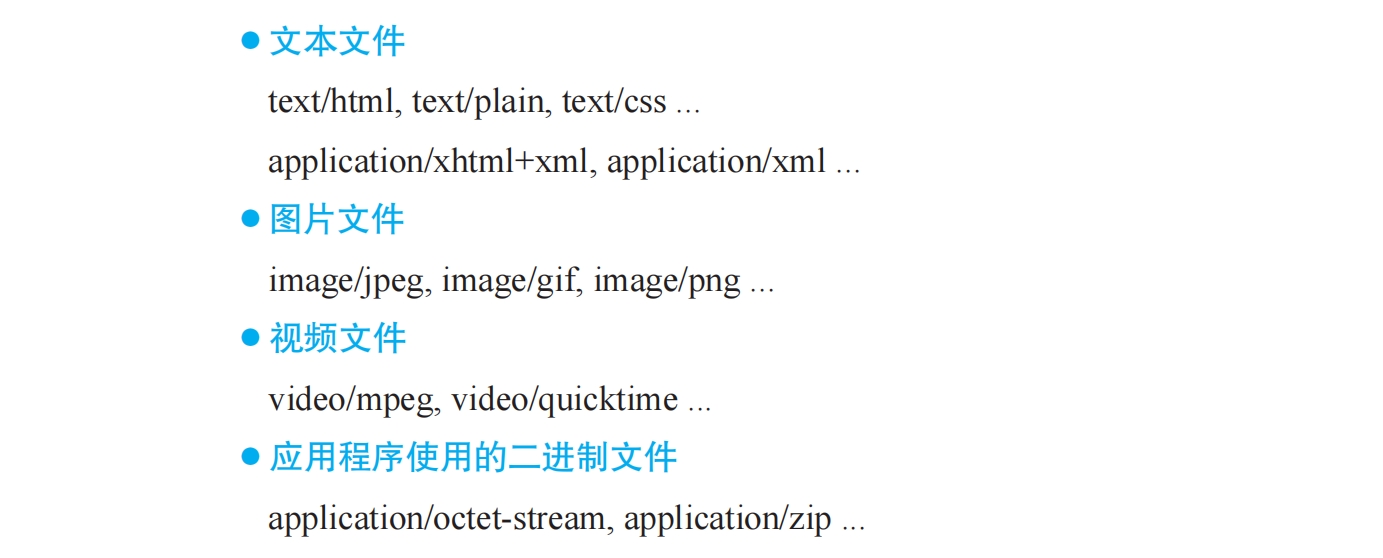 ● 文本文件
text/html, text/plain, text/css ...
application/xhtml+xml, application/xml ...
● 图片文件
image/jpeg, image/gif, image/png ...
● 视频文件
video/mpeg, video/quicktime ...
● 应用程序使用的二进制文件
application/octet-stream, application/zip ...